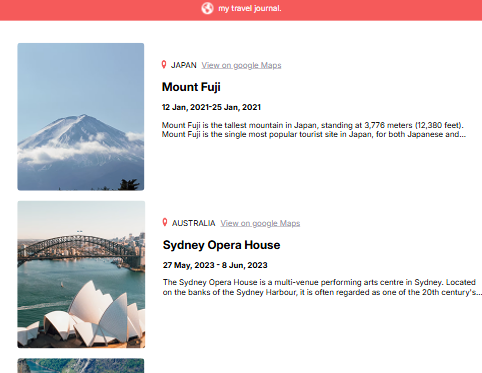 my travel journal.
JAPAN View on google Maps
Mount Fuji
12 Jan, 2021-25 Jan, 2021
Mount Fuji is the tallest mountain in Japan, standing at 3,776 meters (12,380 feet).
Mount Fuji is the single most popular tourist site in Japan, for both Japanese and...
AUSTRALIA View on google Maps
Sydney Opera House
27 May, 2023 - 8 Jun, 2023
The Sydney Opera House is a multi-venue performing arts centre in Sydney. Located
on the banks of the Sydney Harbour, it is often regarded as one of the 20th century's...